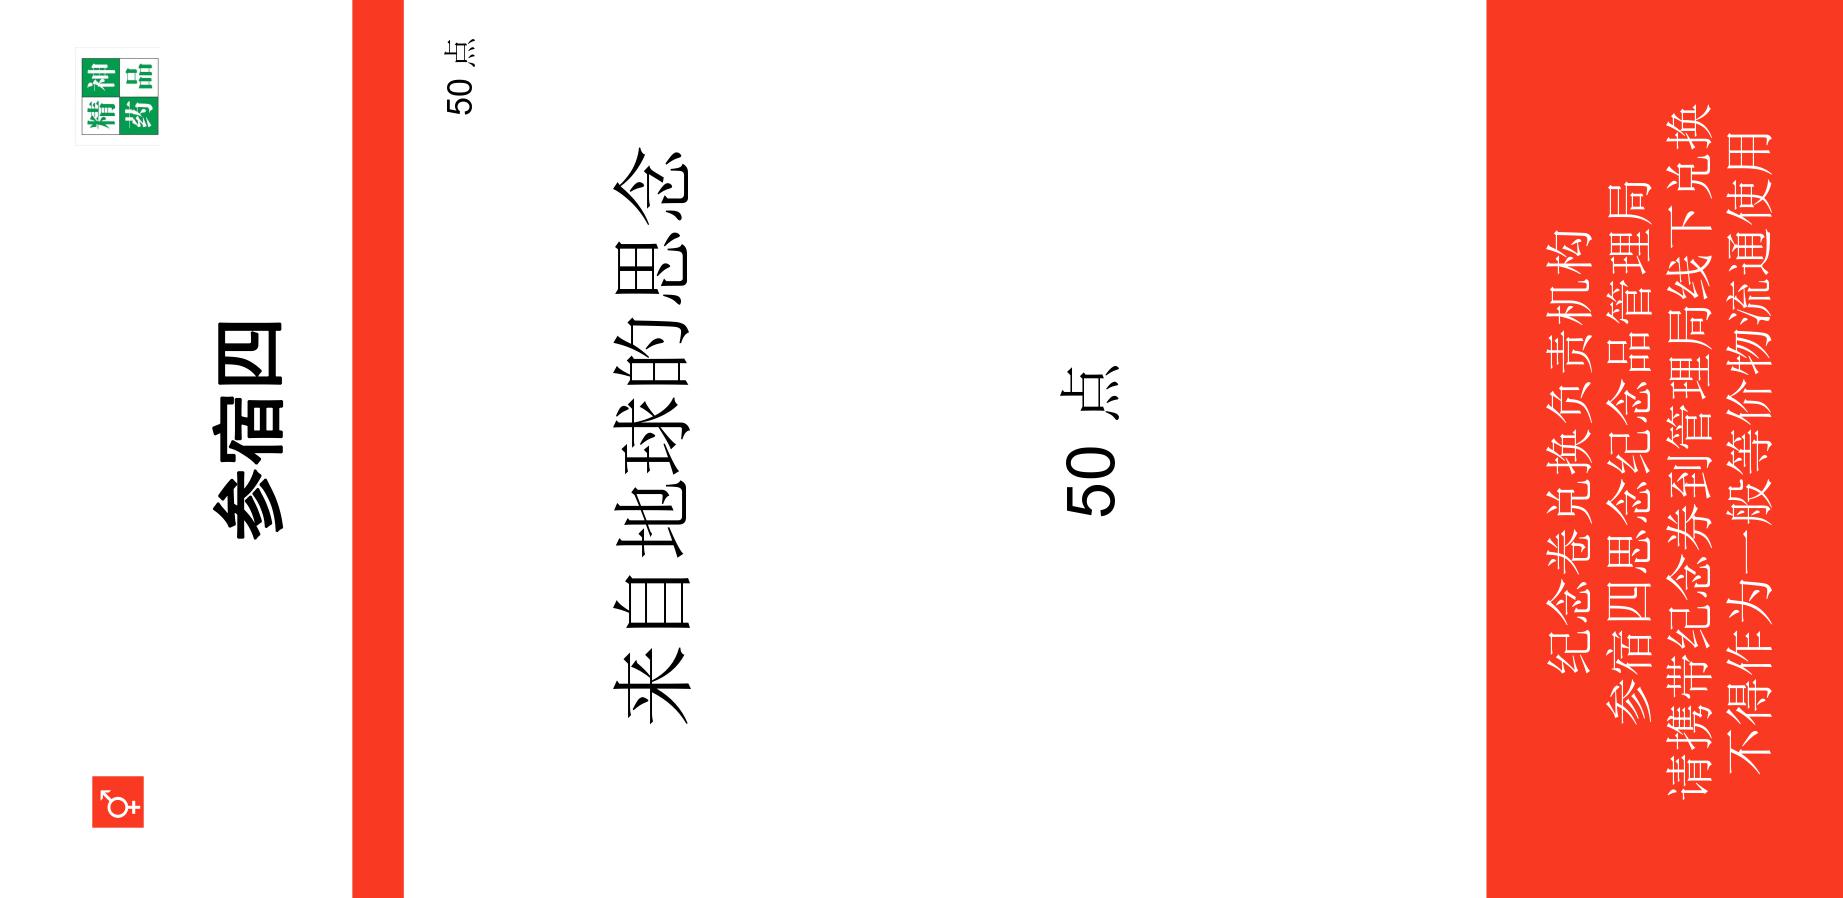 精神
药品
参宿四
50 点
来自地球的思念
50 点
纪念卷兑换负责机构
参宿四思念纪念品管理局
请携带纪念券到管理局线下兑换
不得作为一般等价物流通使用